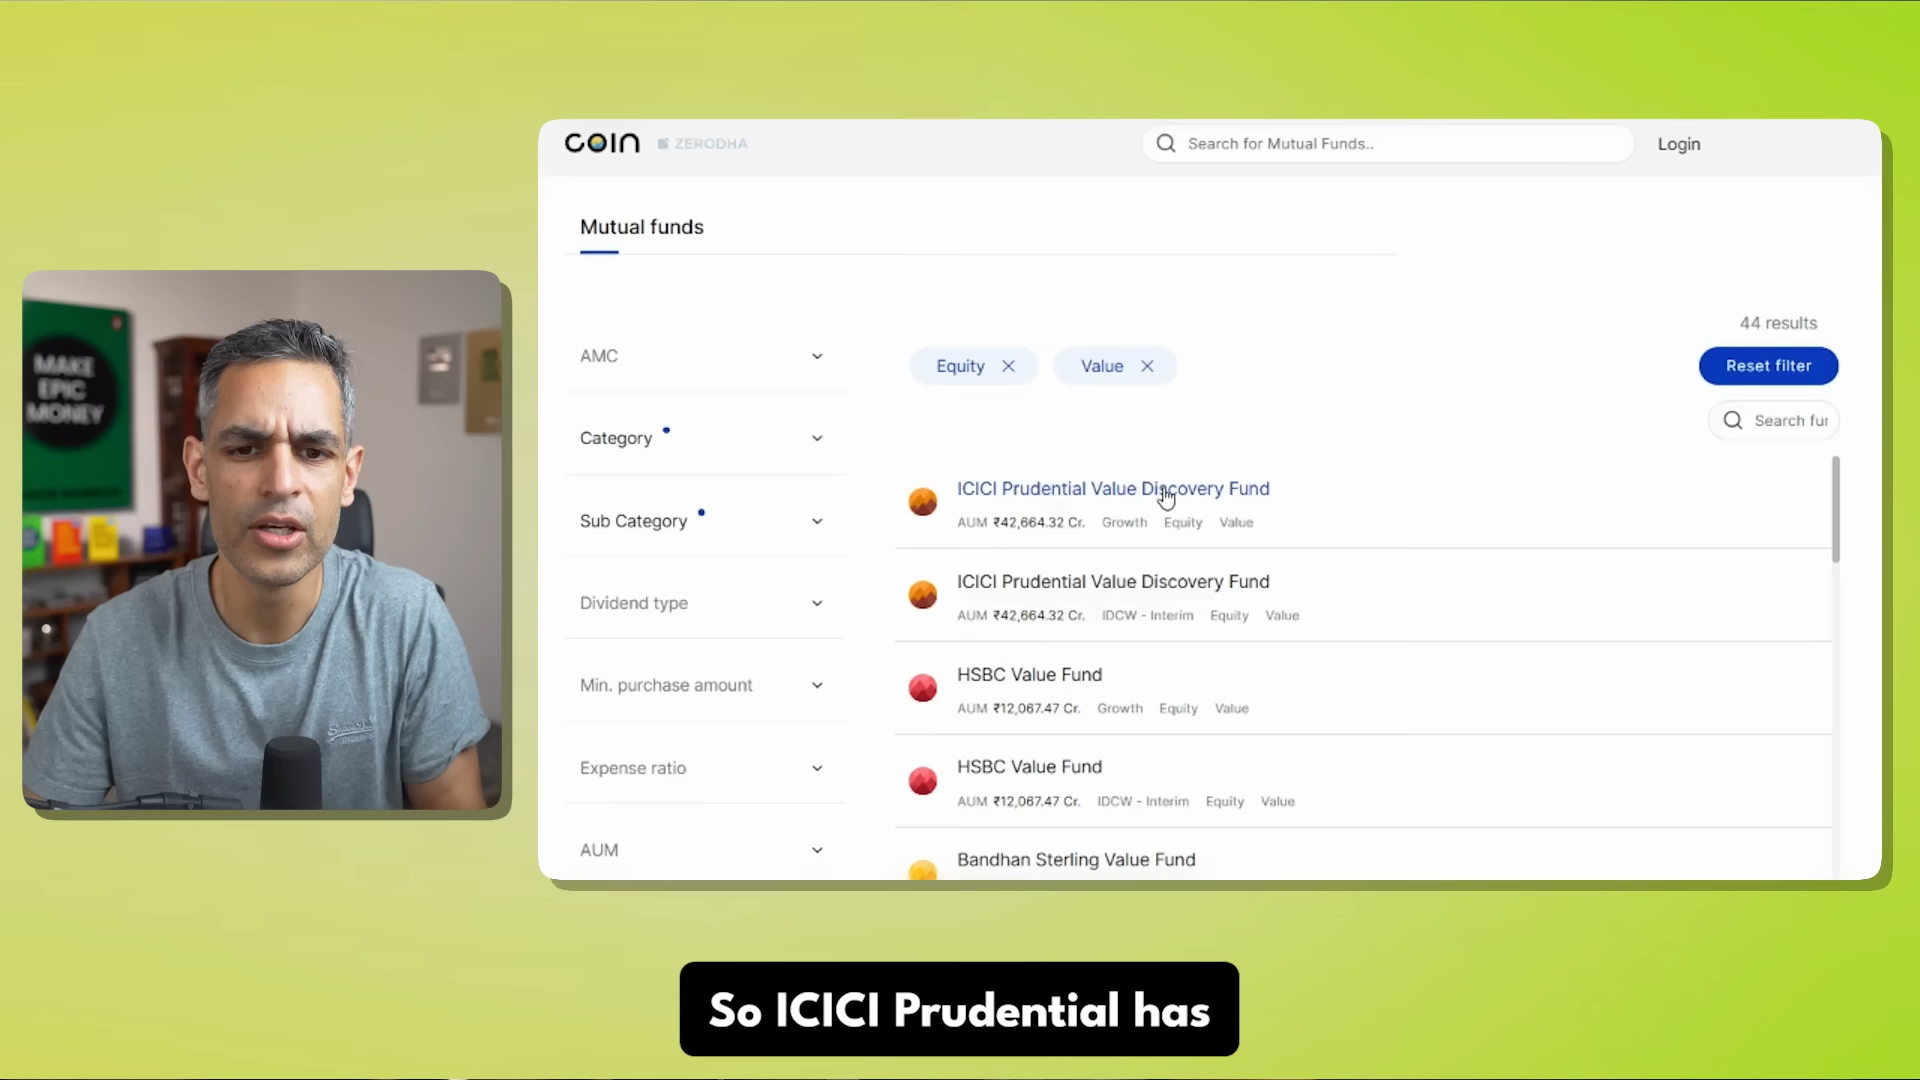 COIN ZERODHA
Search for Mutual Funds..
Login
Mutual funds
44 results
AMC
Equity
Value
Reset filter
Search fur
Category
Sub Category
Dividend type
Min. purchase amount
Expense ratio
AUM
ICICI Prudential Value Discovery Fund
AUM ₹42,664.32 Cr. Growth Equity Value
ICICI Prudential Value Discovery Fund
AUM ₹42,664.32 Cr. IDCW - Interim Equity Value
HSBC Value Fund
AUM ₹12,067.47 Cr. Growth Equity Value
HSBC Value Fund
AUM ₹12,067.47 Cr. IDCW - Interim Equity Value
Bandhan Sterling Value Fund
MAKE
EPIC
MONEY
So ICICI Prudential has